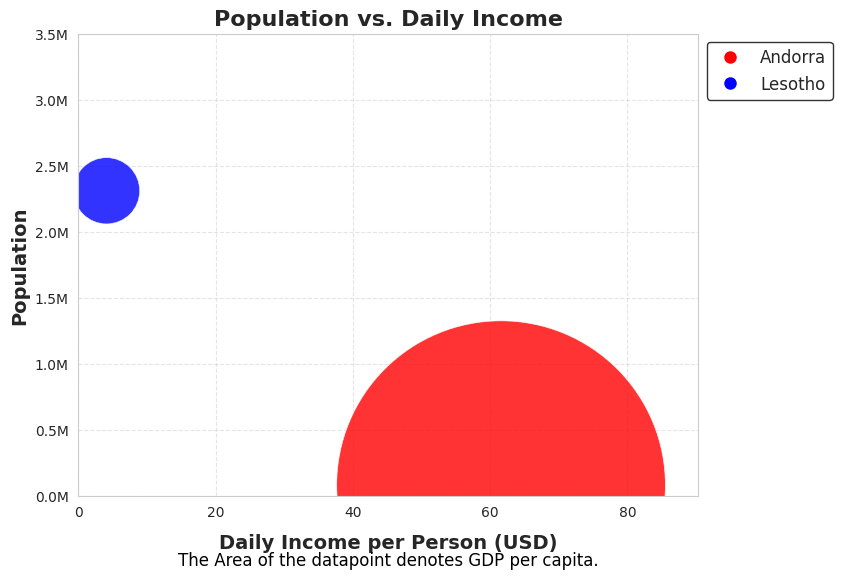 Population vs. Daily Income
3.5M
3.0M
2.5M
2.0M
1.5M
1.0M
0.5M
0.0M
Population
0
20
40
60
80
Daily Income per Person (USD)
The Area of the datapoint denotes GDP per capita.
Andorra
Lesotho